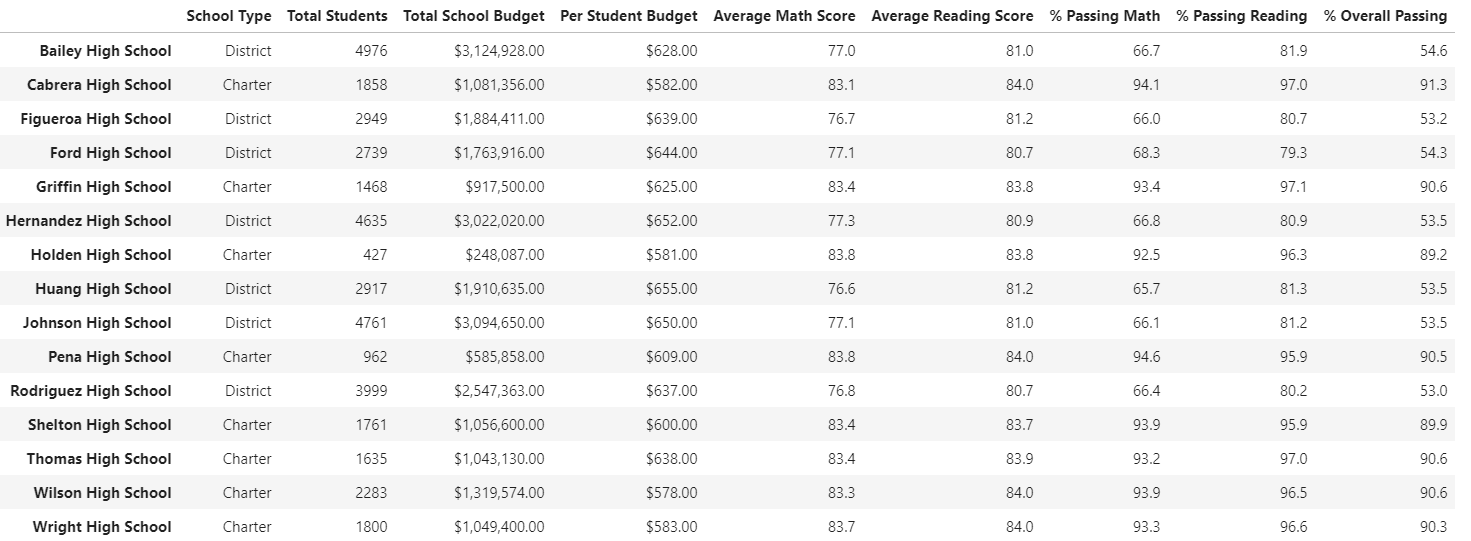 School Type Total Students Total School Budget Per Student Budget Average Math Score Average Reading Score % Passing Math % Passing Reading % Overall Passing
Bailey High School District 4976 $3,124,928.00 $628.00 77.0 81.0 66.7 81.9 54.6
Cabrera High School Charter 1858 $1,081,356.00 $582.00 83.1 84.0 94.1 97.0 91.3
Figueroa High School District 2949 $1,884,411.00 $639.00 76.7 81.2 66.0 80.7 53.2
Ford High School District 2739 $1,763,916.00 $644.00 77.1 80.7 68.3 79.3 54.3
Griffin High School Charter 1468 $917,500.00 $625.00 83.4 83.8 93.4 97.1 90.6
Hernandez High School District 4635 $3,022,020.00 $652.00 77.3 80.9 66.8 80.9 53.5
Holden High School Charter 427 $248,087.00 $581.00 83.8 83.8 92.5 96.3 89.2
Huang High School District 2917 $1,910,635.00 $655.00 76.6 81.2 65.7 81.3 53.5
Johnson High School District 4761 $3,094,650.00 $650.00 77.1 81.0 66.1 81.2 53.5
Pena High School Charter 962 $585,858.00 $609.00 83.8 84.0 94.6 95.9 90.5
Rodriguez High School District 3999 $2,547,363.00 $637.00 76.8 80.7 66.4 80.2 53.0
Shelton High School Charter 1761 $1,056,600.00 $600.00 83.4 83.7 93.9 95.9 89.9
Thomas High School Charter 1635 $1,043,130.00 $638.00 83.4 83.9 93.2 97.0 90.6
Wilson High School Charter 2283 $1,319,574.00 $578.00 83.3 84.0 93.9 96.5 90.6
Wright High School Charter 1800 $1,049,400.00 $583.00 83.7 84.0 93.3 96.6 90.3